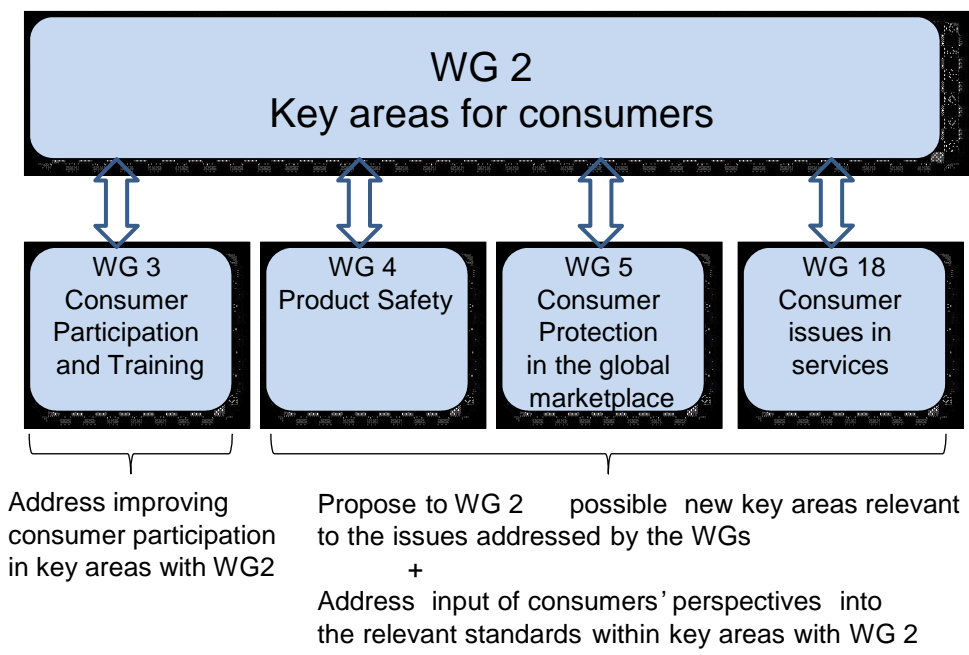 WG 2
Key areas for consumers
WG 3
Consumer
Participation
and Training
WG 4
Product Safety
WG 5
Consumer
Protection
in the global
marketplace
WG 18
Consumer
issues in
services
Address improving
consumer participation
in key areas with WG2
Propose to WG 2 possible new key areas relevant
to the issues addressed by the WGs
+
Address input of consumers’ perspectives into
the relevant standards within key areas with WG 2